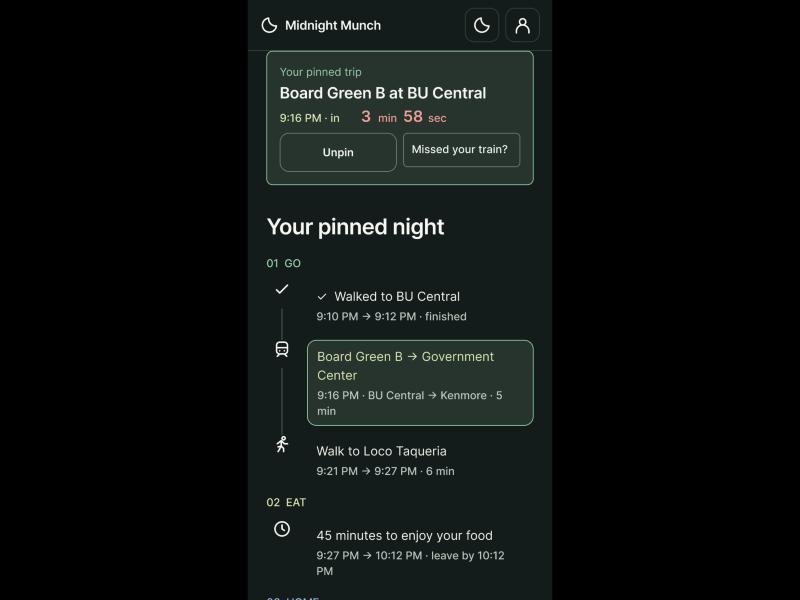 Midnight Munch
Your pinned trip
Board Green B at BU Central
9:16 PM · in 3 min 58 sec
Unpin
Missed your train?
Your pinned night
01 GO
✓ Walked to BU Central
9:10 PM → 9:12 PM · finished
Board Green B → Government
Center
9:16 PM · BU Central → Kenmore · 5
min
Walk to Loco Taqueria
9:21 PM → 9:27 PM · 6 min
02 EAT
45 minutes to enjoy your food
9:27 PM → 10:12 PM · leave by 10:12
PM